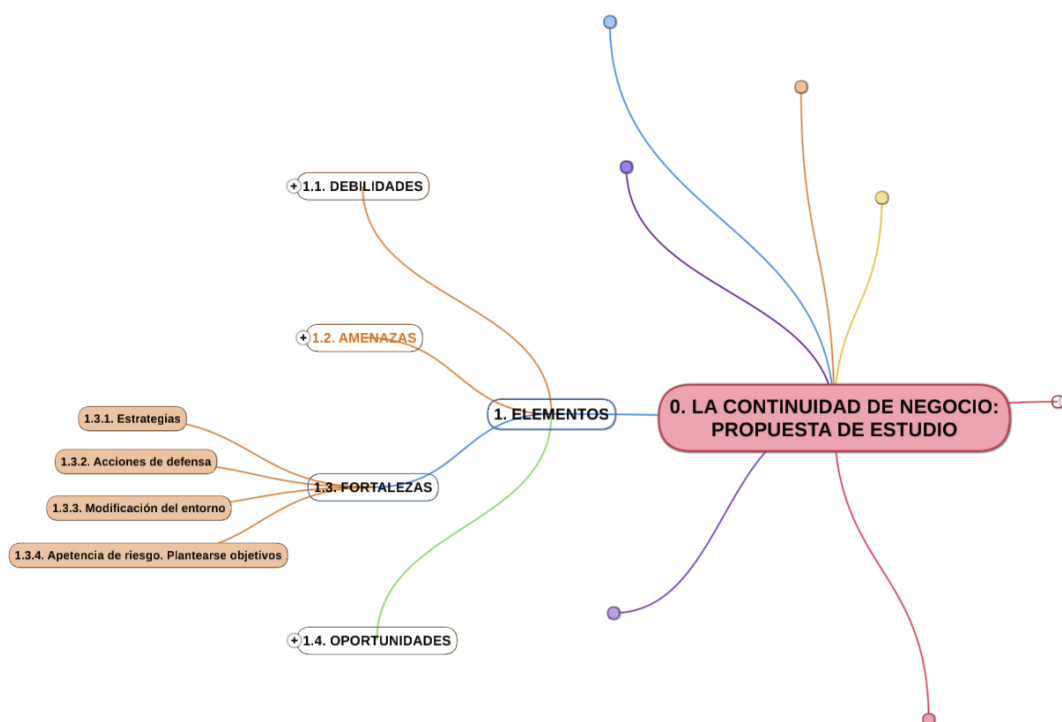 1.1. DEBILIDADES
1.2. AMENAZAS
0. LA CONTINUIDAD DE NEGOCIO:
PROPUESTA DE ESTUDIO
1. ELEMENTOS
1.3.1. Estrategias
1.3.2. Acciones de defensa
1.3. FORTALEZAS
1.3.3. Modificación del entorno
1.3.4. Apetencia de riesgo. Plantearse objetivos
1.4. OPORTUNIDADES